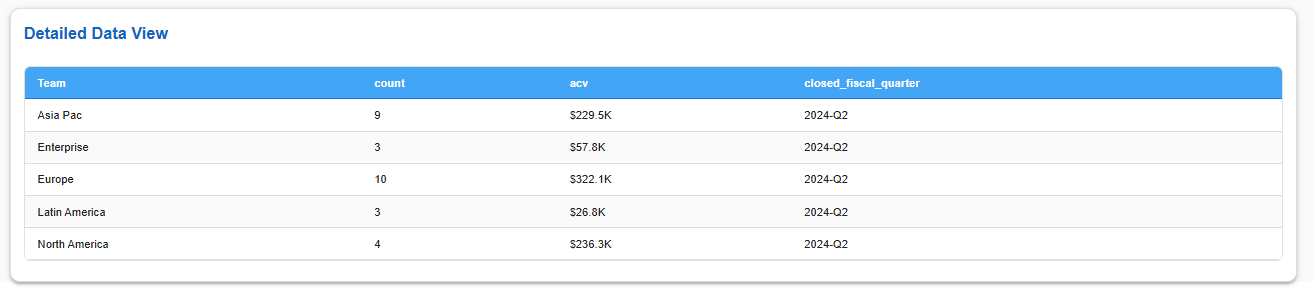 Detailed Data View
Team count acv closed_fiscal_quarter
Asia Pac 9 $229.5K 2024-Q2
Enterprise 3 $57.8K 2024-Q2
Europe 10 $322.1K 2024-Q2
Latin America 3 $26.8K 2024-Q2
North America 4 $236.3K 2024-Q2